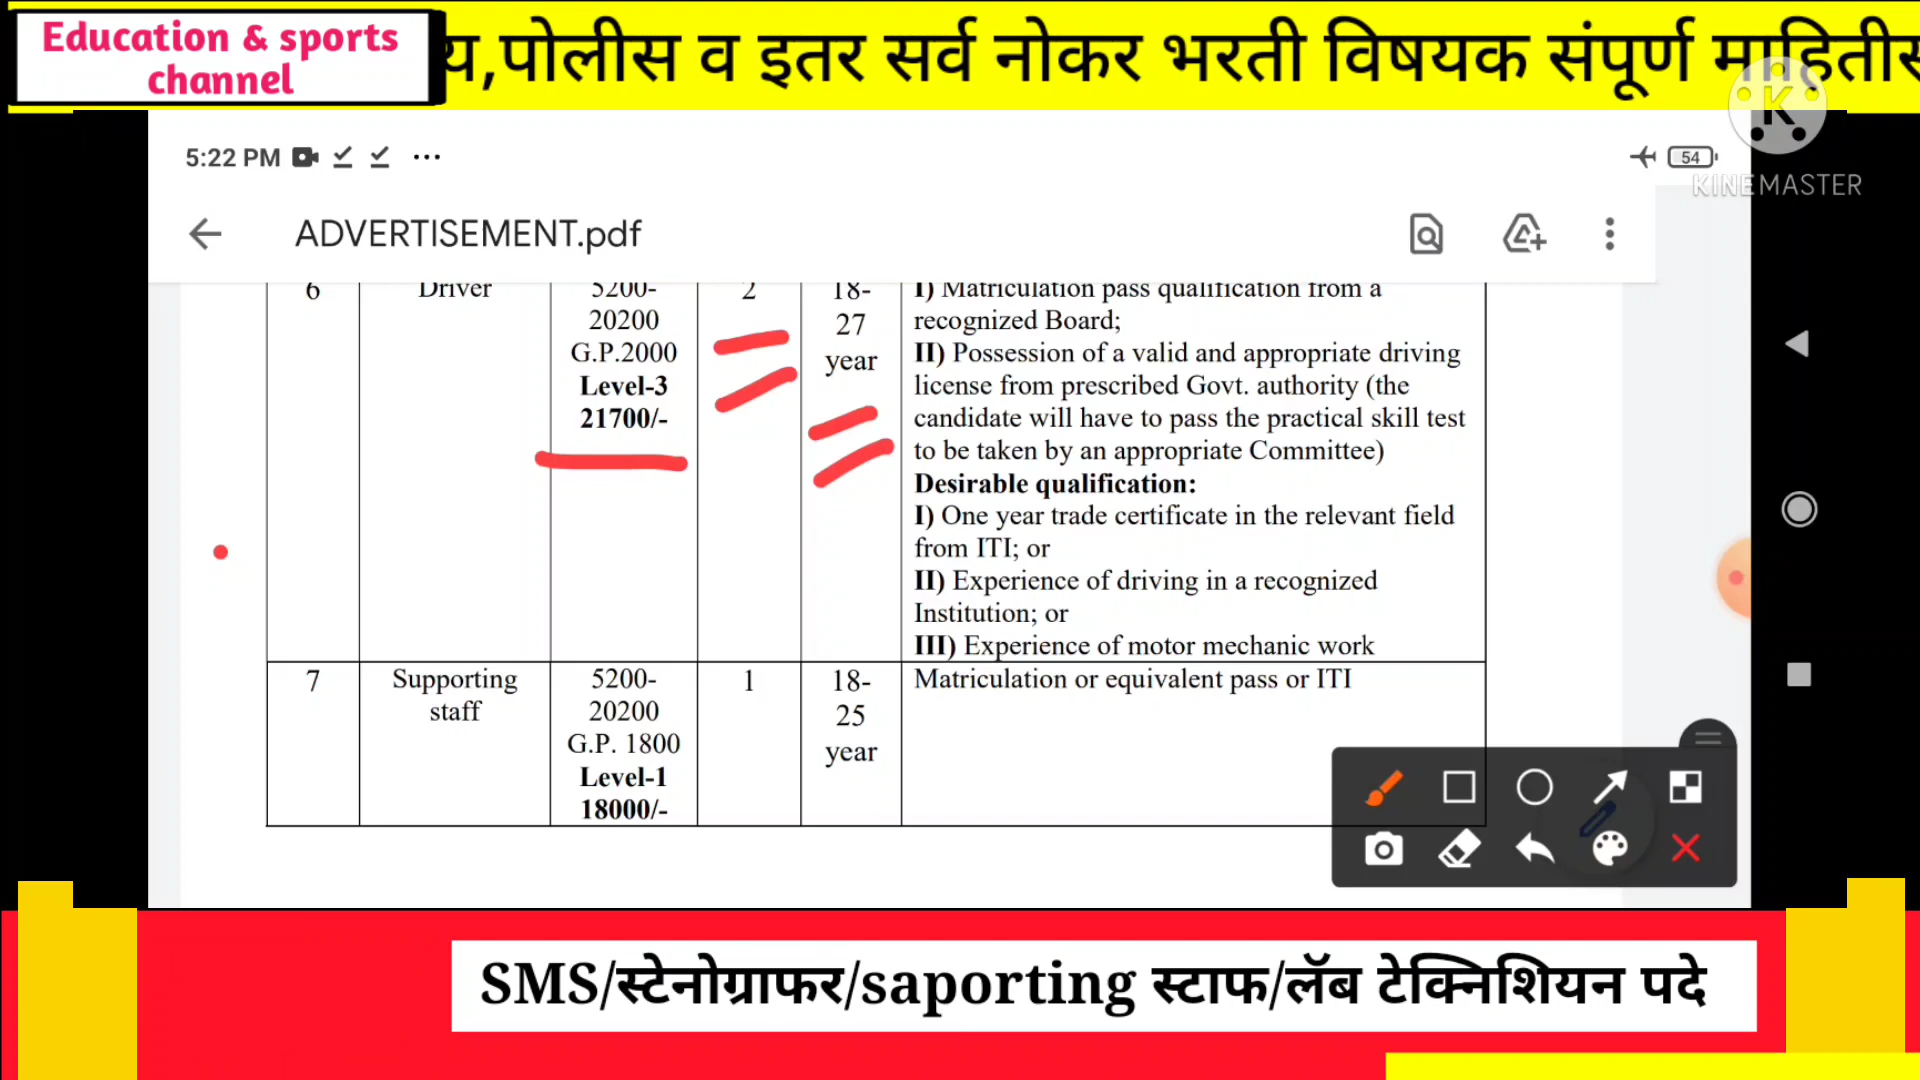 Education & sports
channel
य,पोलीस व इतर सर्व नोकर भरती विषयक संपूर्ण माहितीस
5:22 PM
54
KINEMASTER
ADVERTISEMENT.pdf
6 Driver 5200- 2 18- I) Matriculation pass qualification from a
20200 27 recognized Board;
G.P.2000 year II) Possession of a valid and appropriate driving
Level-3 license from prescribed Govt. authority (the
21700/- candidate will have to pass the practical skill test
to be taken by an appropriate Committee)
Desirable qualification:
I) One year trade certificate in the relevant field
from ITI; or
II) Experience of driving in a recognized
Institution; or
III) Experience of motor mechanic work
7 Supporting 5200- 1 18- Matriculation or equivalent pass or ITI
staff 20200 25
G.P. 1800 year
Level-1
18000/-
SMS/स्टेनोग्राफर/saporting स्टाफ/लॅब टेक्निशियन पदे